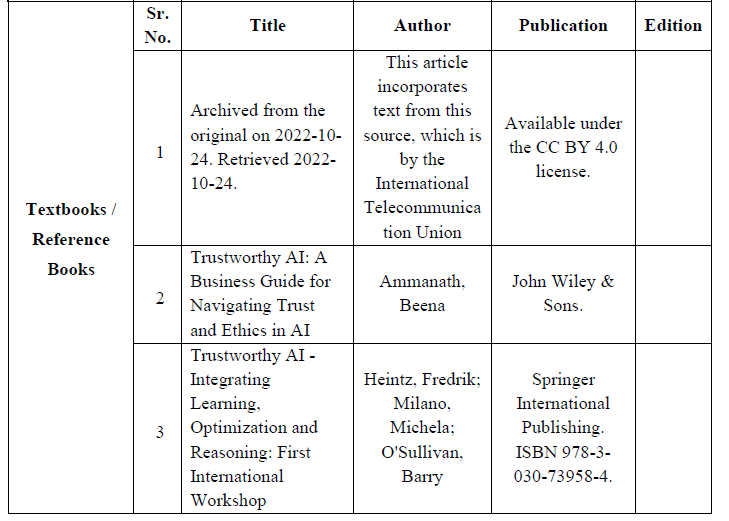 Sr.
No.
Title
Author
Publication
Edition
Textbooks /
Reference
Books
1
Archived from the
original on 2022-10-
24. Retrieved 2022-
10-24.
This article
incorporates
text from this
source, which is
by the
International
Telecommunica
tion Union
Available under
the CC BY 4.0
license.
2
Trustworthy AI: A
Business Guide for
Navigating Trust
and Ethics in AI
Ammanath,
Beena
John Wiley &
Sons.
3
Trustworthy AI -
Integrating
Learning,
Optimization and
Reasoning: First
International
Workshop
Heintz, Fredrik;
Milano,
Michela;
O'Sullivan,
Barry
Springer
International
Publishing.
ISBN 978-3-
030-73958-4.